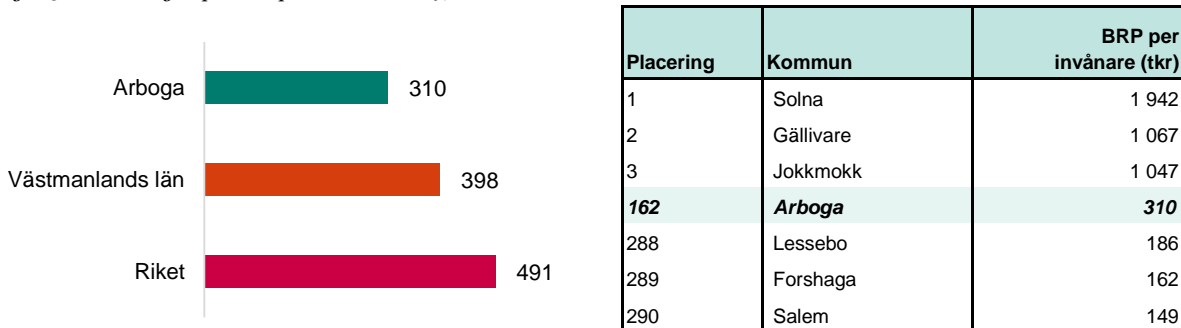 Arboga 310
Västmanlands län 398
Riket 491
Placering Kommun BRP per invånare (tkr)
1 Solna 1 942
2 Gällivare 1 067
3 Jokkmokk 1 047
162 Arboga 310
288 Lessebo 186
289 Forshaga 162
290 Salem 149